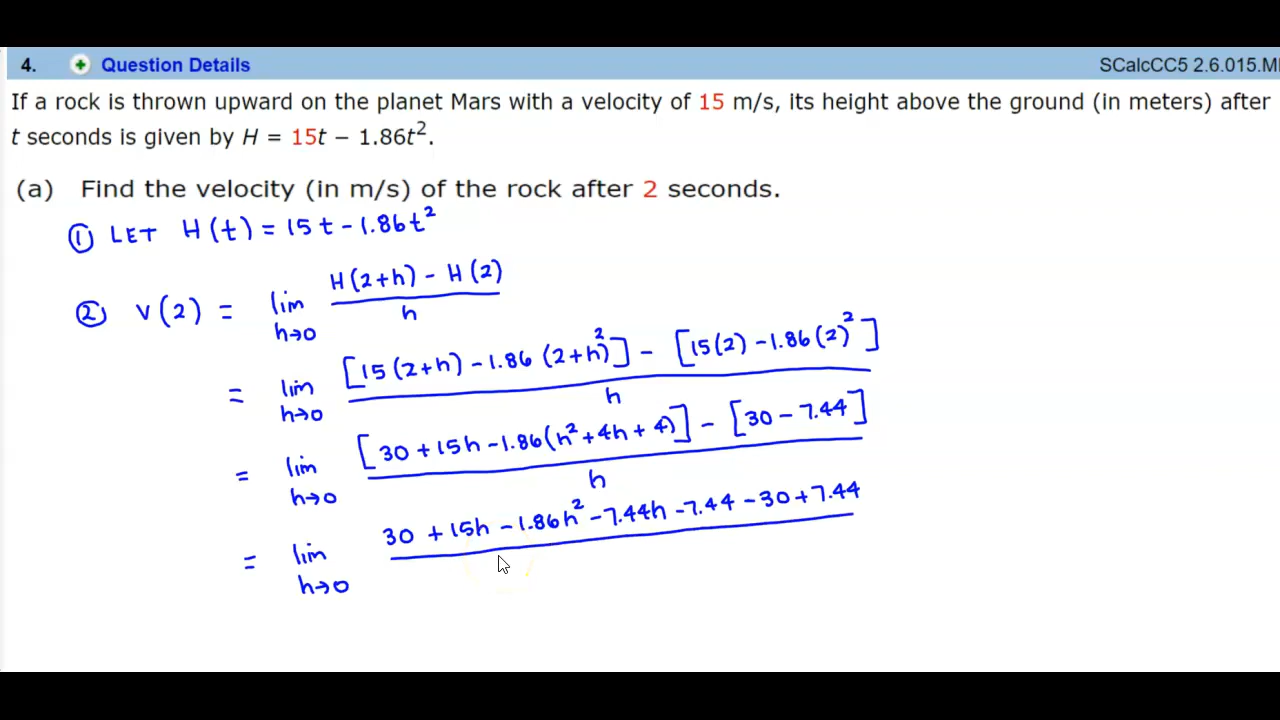 4. Question Details SCalcCC5 2.6.015.MI
If a rock is thrown upward on the planet Mars with a velocity of 15 m/s, its height above the ground (in meters) after
t seconds is given by H = 15t − 1.86t².
(a) Find the velocity (in m/s) of the rock after 2 seconds.
① LET H(t) = 15t - 1.86t²
② V(2) = lim h→0 H(2+h) - H(2) / h
= lim h→0 [15(2+h) - 1.86(2+h)²] - [15(2) - 1.86(2)²] / h
= lim h→0 [30 + 15h - 1.86(h² + 4h + 4)] - [30 - 7.44] / h
= lim h→0 30 + 15h - 1.86h² - 7.44h - 7.44 - 30 + 7.44